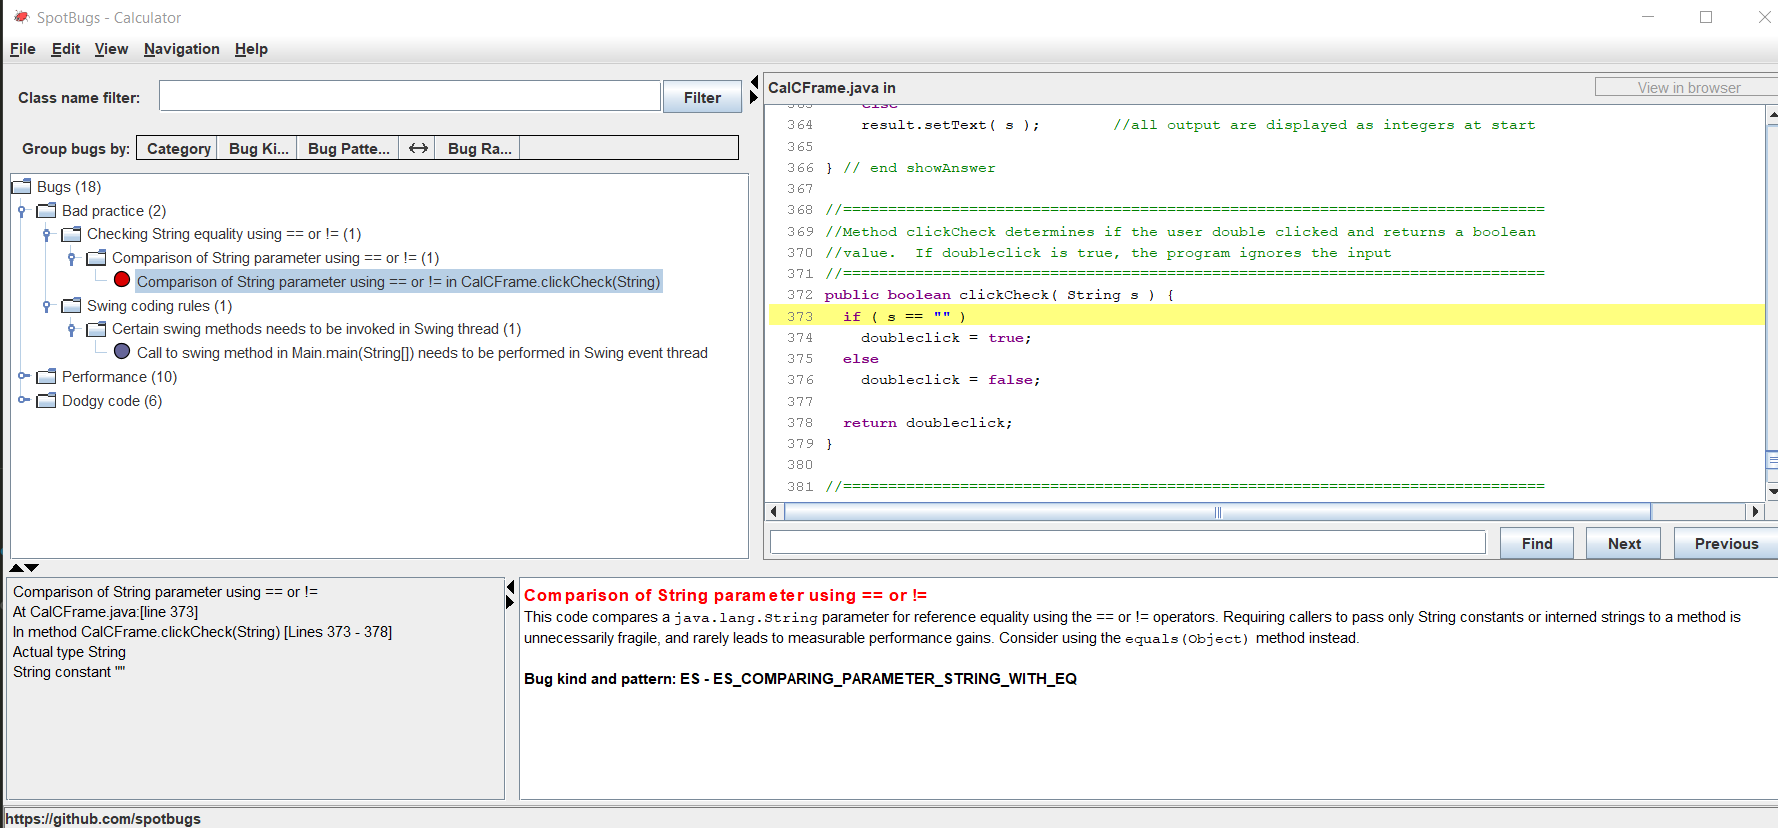 SpotBugs - Calculator
File Edit View Navigation Help
Class name filter:
Filter
Group bugs by: Category Bug Ki... Bug Patte... Bug Ra...
Bugs (18)
Bad practice (2)
Checking String equality using == or != (1)
Comparison of String parameter using == or != (1)
Comparison of String parameter using == or != in CalCFrame.clickCheck(String)
Swing coding rules (1)
Certain swing methods needs to be invoked in Swing thread (1)
Call to swing method in Main.main(String[]) needs to be performed in Swing event thread
Performance (10)
Dodgy code (6)
CalCFrame.java in
View in browser
363 else
364 result.setText( s ); //all output are displayed as integers at start
365
366 } // end showAnswer
367
368 //==============================================================================
369 //Method clickCheck determines if the user double clicked and returns a boolean
370 //value.  If doubleclick is true, the program ignores the input
371 //==============================================================================
372 public boolean clickCheck( String s ) {
373 if ( s == "" )
374 doubleclick = true;
375 else
376 doubleclick = false;
377
378 return doubleclick;
379 }
380
381 //==============================================================================
Find Next Previous
Comparison of String parameter using == or !=
At CalCFrame.java:[line 373]
In method CalCFrame.clickCheck(String) [Lines 373 - 378]
Actual type String
String constant ""
Comparison of String parameter using == or !=
This code compares a java.lang.String parameter for reference equality using the == or != operators. Requiring callers to pass only String constants or interned strings to a method is
unnecessarily fragile, and rarely leads to measurable performance gains. Consider using the equals(Object) method instead.
Bug kind and pattern: ES - ES_COMPARING_PARAMETER_STRING_WITH_EQ
https://github.com/spotbugs